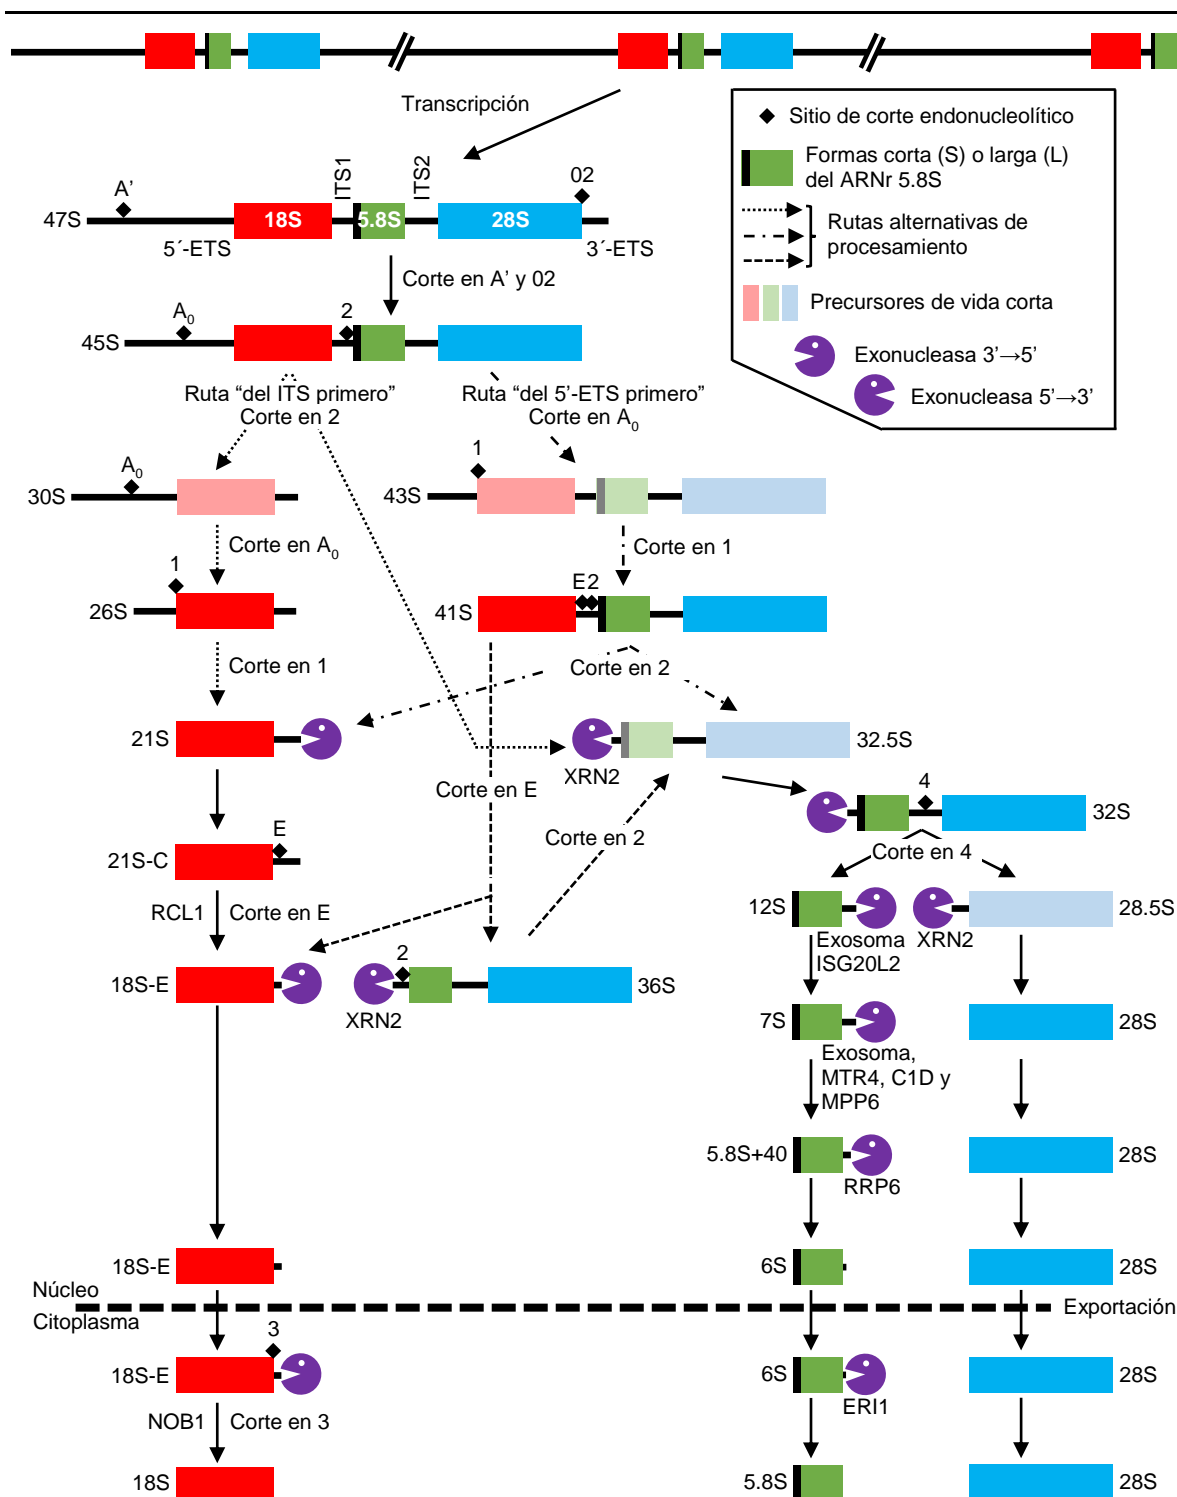 Transcripción
Sitio de corte endonucleolítico
Formas corta (S) o larga (L)
del ARNr 5.8S
Rutas alternativas de
procesamiento
Precursores de vida corta
Exonucleasa 3’→5’
Exonucleasa 5’→3’
A’
ITS1
ITS2
02
47S
18S
5.8S
28S
5´-ETS
3´-ETS
Corte en A’ y 02
A0
2
45S
Ruta “del ITS primero”
Corte en 2
Ruta “del 5’-ETS primero”
Corte en A0
A0
30S
1
43S
Corte en A0
Corte en 1
1
26S
E2
41S
Corte en 1
Corte en 2
21S
XRN2
32.5S
Corte en E
Corte en 2
4
32S
Corte en 4
E
21S-C
RCL1
Corte en E
12S
Exosoma
ISG20L2
XRN2
28.5S
18S-E
2
XRN2
36S
7S
Exosoma,
MTR4, C1D y
MPP6
28S
5.8S+40
RRP6
28S
18S-E
6S
28S
Núcleo
Citoplasma
Exportación
3
18S-E
6S
ERI1
28S
NOB1
Corte en 3
18S
5.8S
28S